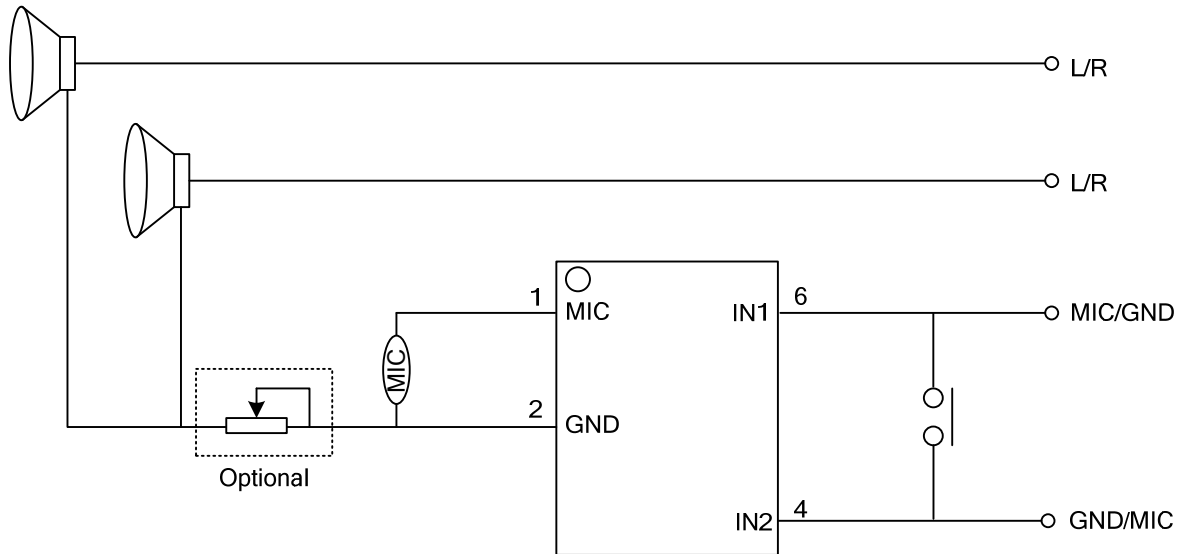 L/R
L/R
1
MIC
IN1
6
MIC/GND
MIC
2
GND
Optional
IN2
4
GND/MIC